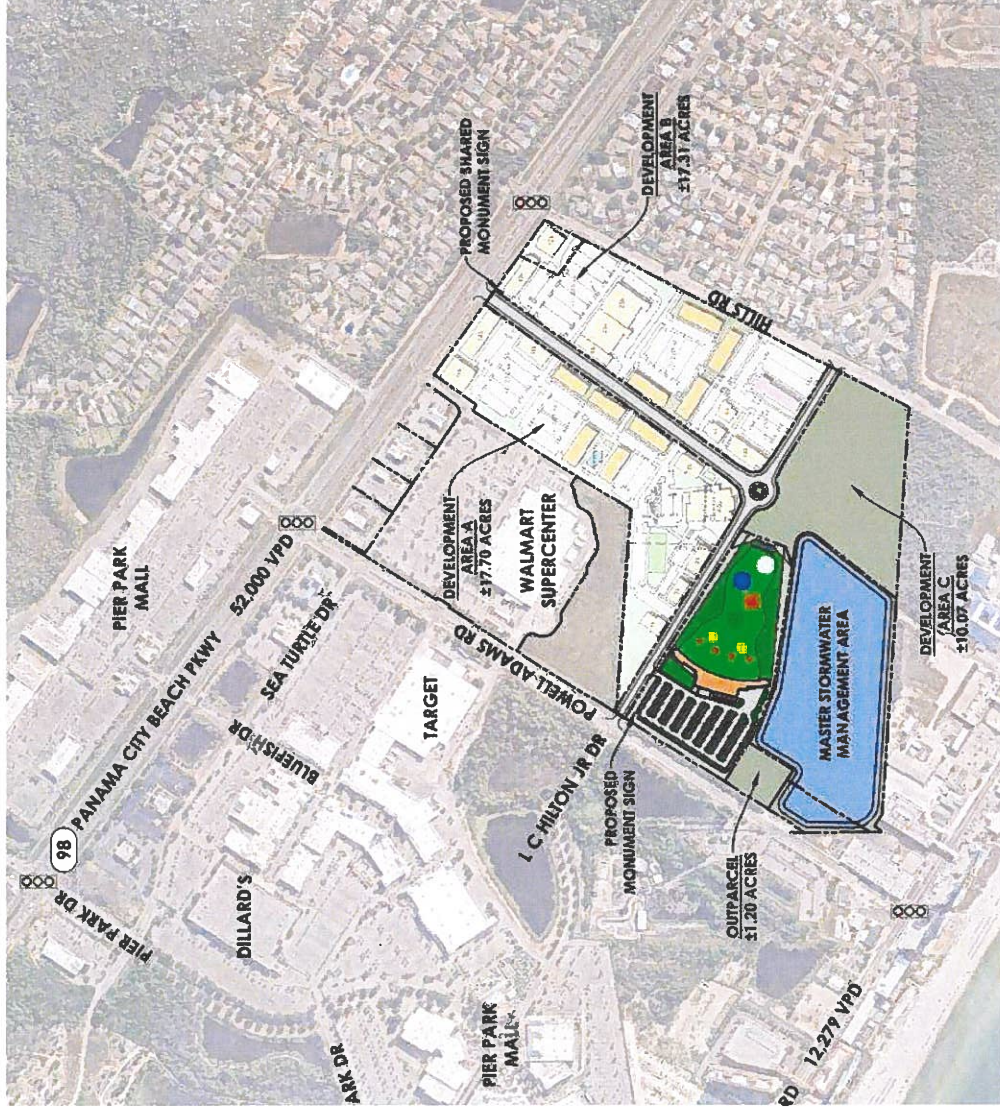 PROPOSED SHARED
MONUMENT SIGN
DEVELOPMENT
AREA B
±17.31 ACRES
HILLS RD
PIER PARK
MALL
52,000 VPD
PANAMA CITY BEACH PKWY
98
PIER PARK DR
SEA TURTLE DR
BLUEFISH DR
DEVELOPMENT
AREA A
±17.70 ACRES
WALMART
SUPERCENTER
POWELL ADAMS RD
TARGET
DILLARD'S
L C HILTON JR DR
PROPOSED
MONUMENT SIGN
MASTER STORMWATER
MANAGEMENT AREA
DEVELOPMENT
AREA C
±10.07 ACRES
OUTPARCEL
±1.20 ACRES
PIER PARK
MALL
ARK DR
RD
12,279 VPD